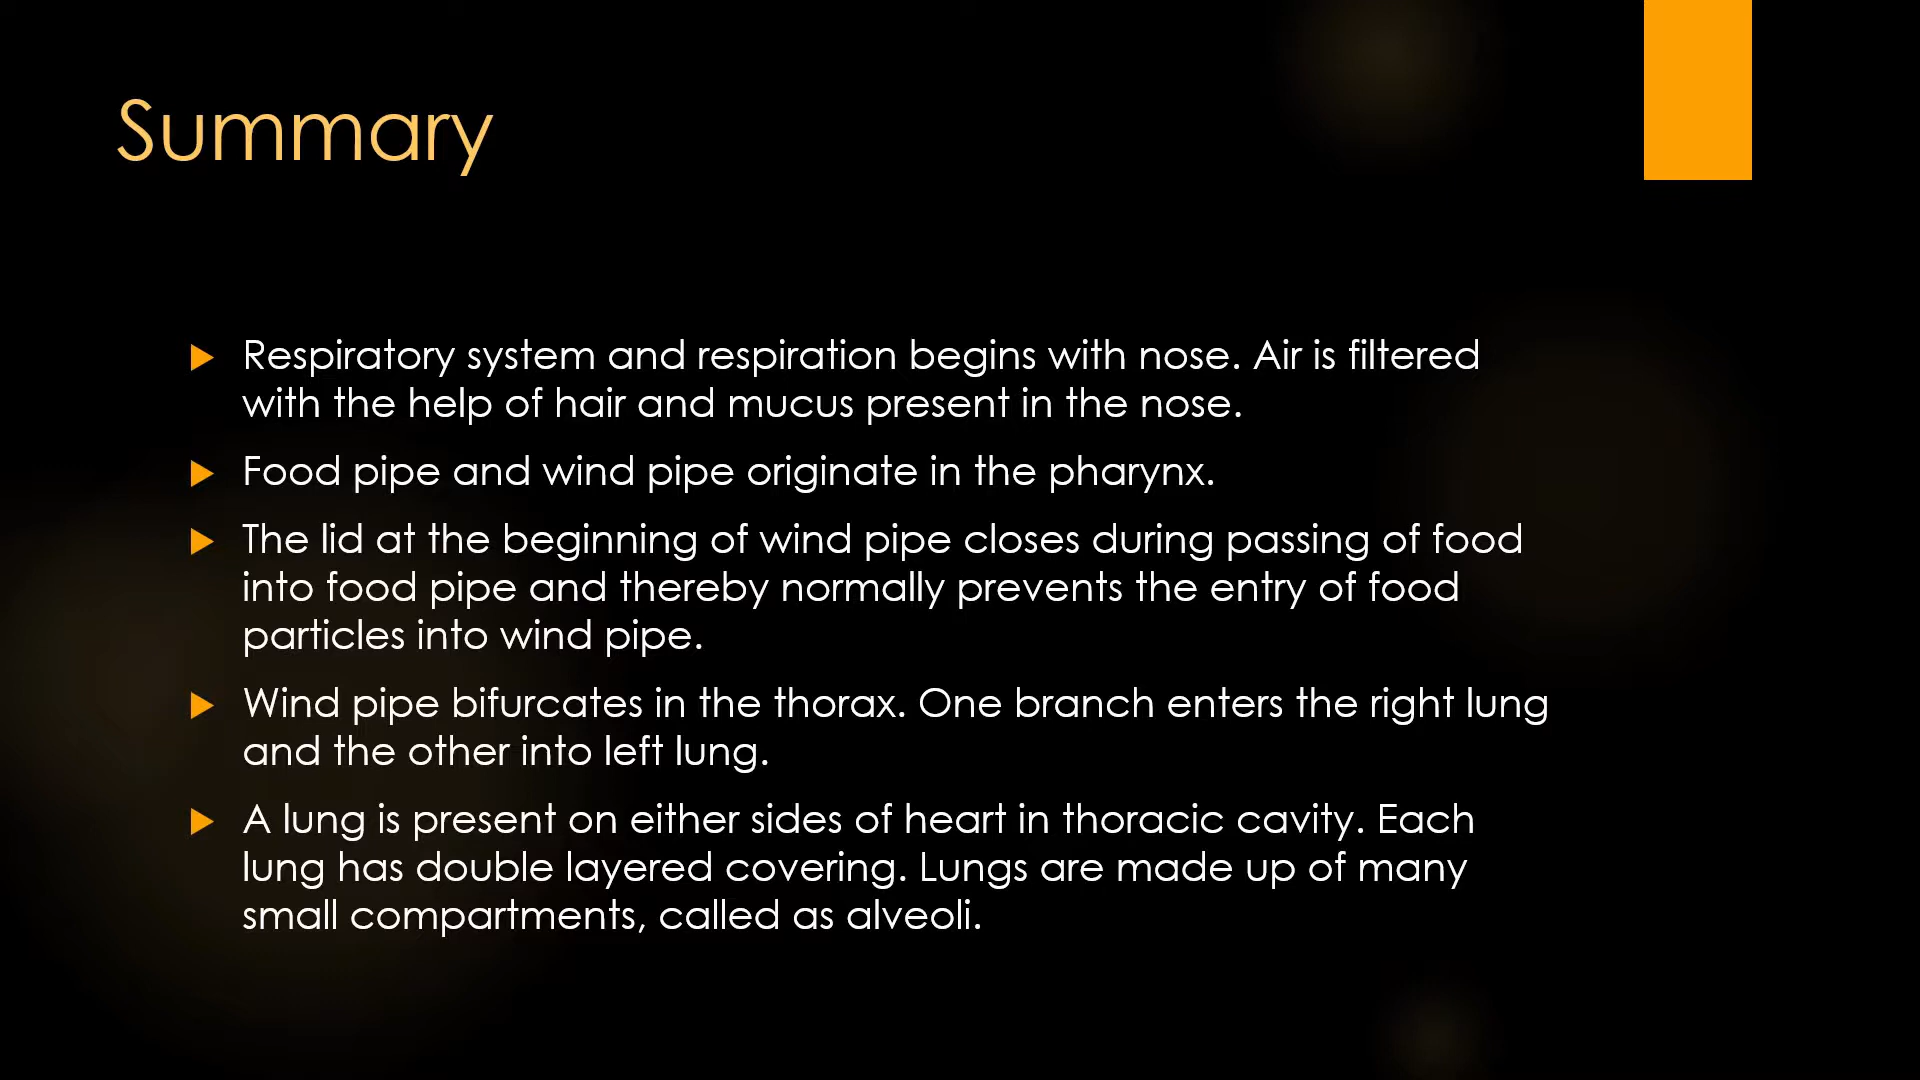 Summary
Respiratory system and respiration begins with nose. Air is filtered
with the help of hair and mucus present in the nose.
Food pipe and wind pipe originate in the pharynx.
The lid at the beginning of wind pipe closes during passing of food
into food pipe and thereby normally prevents the entry of food
particles into wind pipe.
Wind pipe bifurcates in the thorax. One branch enters the right lung
and the other into left lung.
A lung is present on either sides of heart in thoracic cavity. Each
lung has double layered covering. Lungs are made up of many
small compartments, called as alveoli.